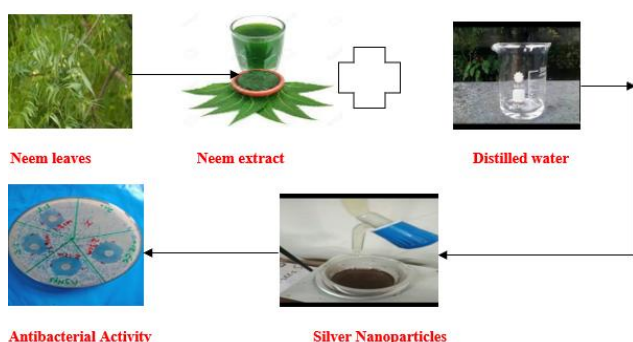 Neem leaves
Neem extract
Distilled water
Antibacterial Activity
Silver Nanoparticles